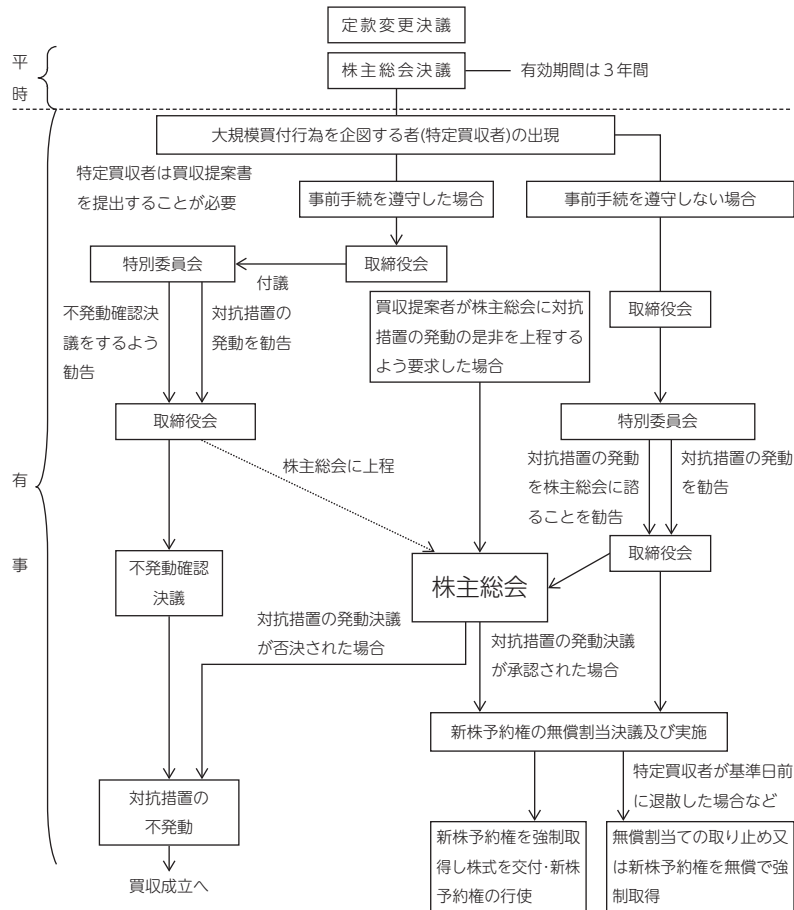 定款変更決議
平
時
株主総会決議
有効期間は３年間
大規模買付行為を企図する者(特定買収者)の出現
特定買収者は買収提案書
を提出することが必要
事前手続を遵守した場合
事前手続を遵守しない場合
特別委員会
付議
取締役会
不発動確認決
議をするよう
勧告
対抗措置の
発動を勧告
買収提案者が株主総会に対抗
措置の発動の是非を上程する
よう要求した場合
取締役会
取締役会
特別委員会
株主総会に上程
対抗措置の発動
を株主総会に諮
ることを勧告
対抗措置の発動
を勧告
有
事
不発動確認
決議
株主総会
取締役会
対抗措置の発動決議
が否決された場合
対抗措置の発動決議
が承認された場合
新株予約権の無償割当決議及び実施
特定買収者が基準日前
に退散した場合など
対抗措置の
不発動
新株予約権を強制取
得し株式を交付・新株
予約権の行使
無償割当ての取り止め又
は新株予約権を無償で強
制取得
買収成立へ